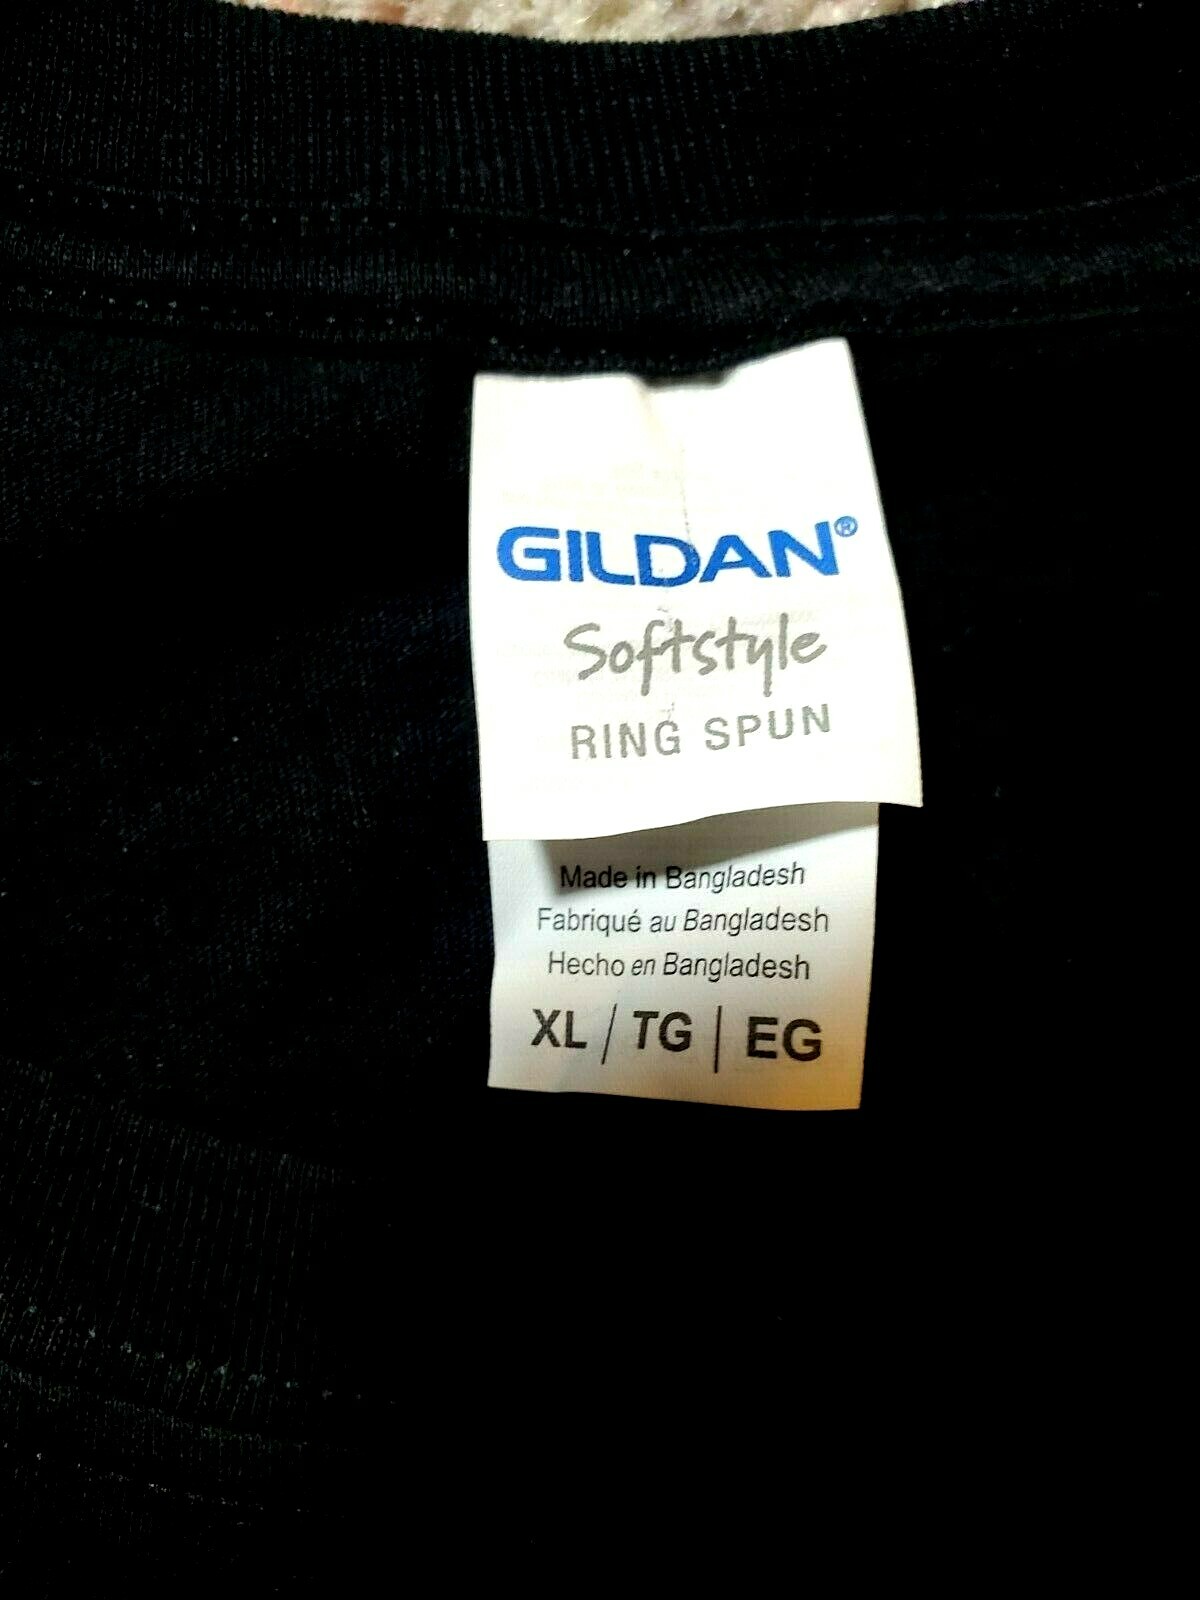 GILDAN®
Softstyle
RING SPUN
Made in Bangladesh
Fabriqué au Bangladesh
Hecho en Bangladesh
XL / TG | EG